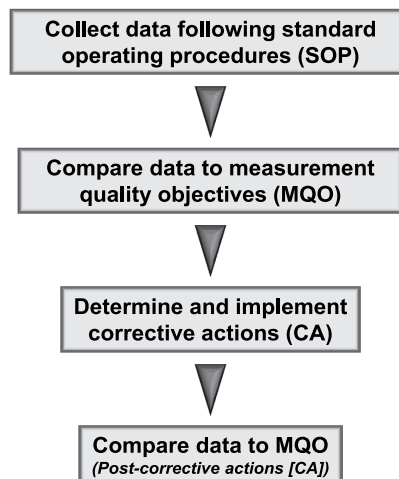 Collect data following standard
operating procedures (SOP)
Compare data to measurement
quality objectives (MQO)
Determine and implement
corrective actions (CA)
Compare data to MQO
(Post-corrective actions [CA])